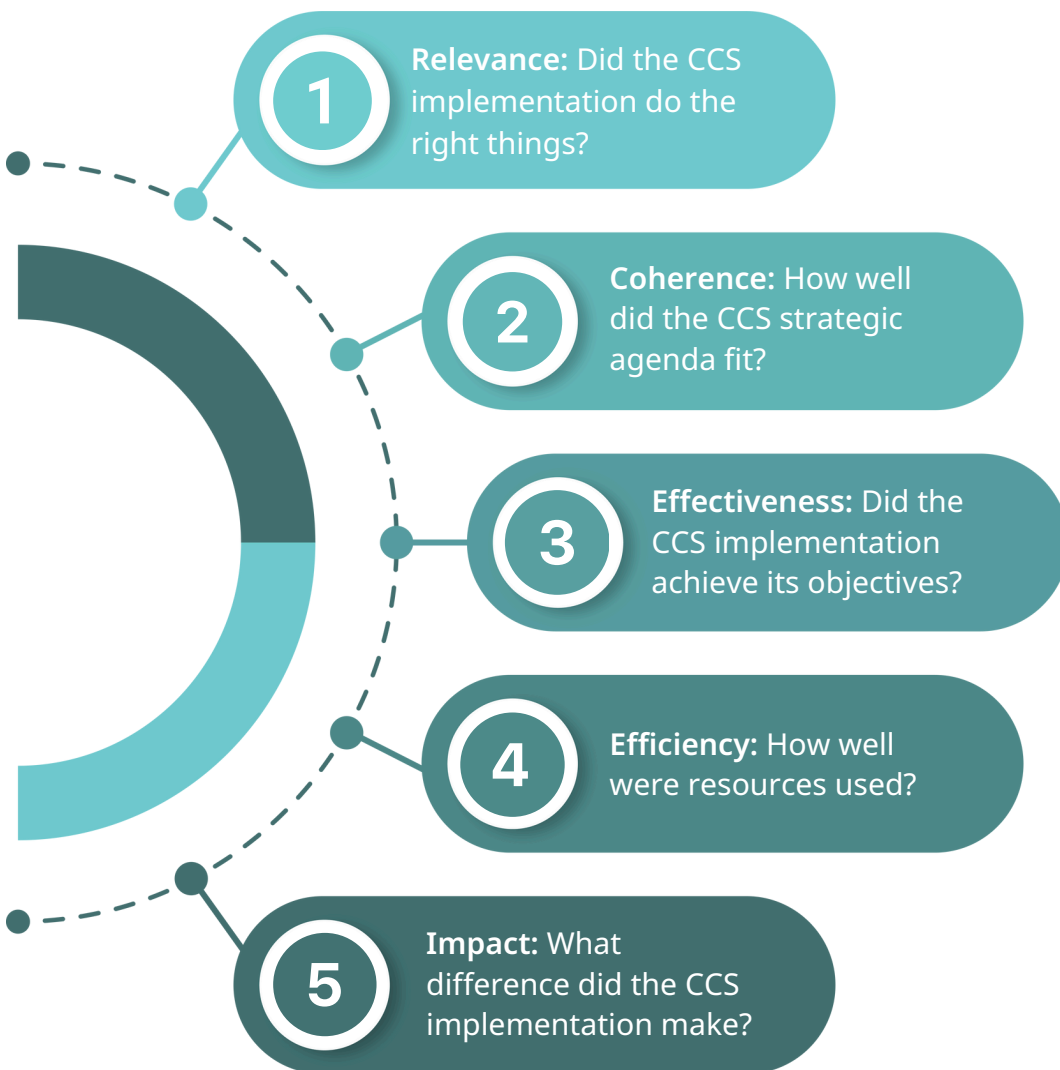 1
Relevance: Did the CCS
implementation do the
right things?
2
Coherence: How well
did the CCS strategic
agenda fit?
3
Effectiveness: Did the
CCS implementation
achieve its objectives?
4
Efficiency: How well
were resources used?
5
Impact: What
difference did the CCS
implementation make?